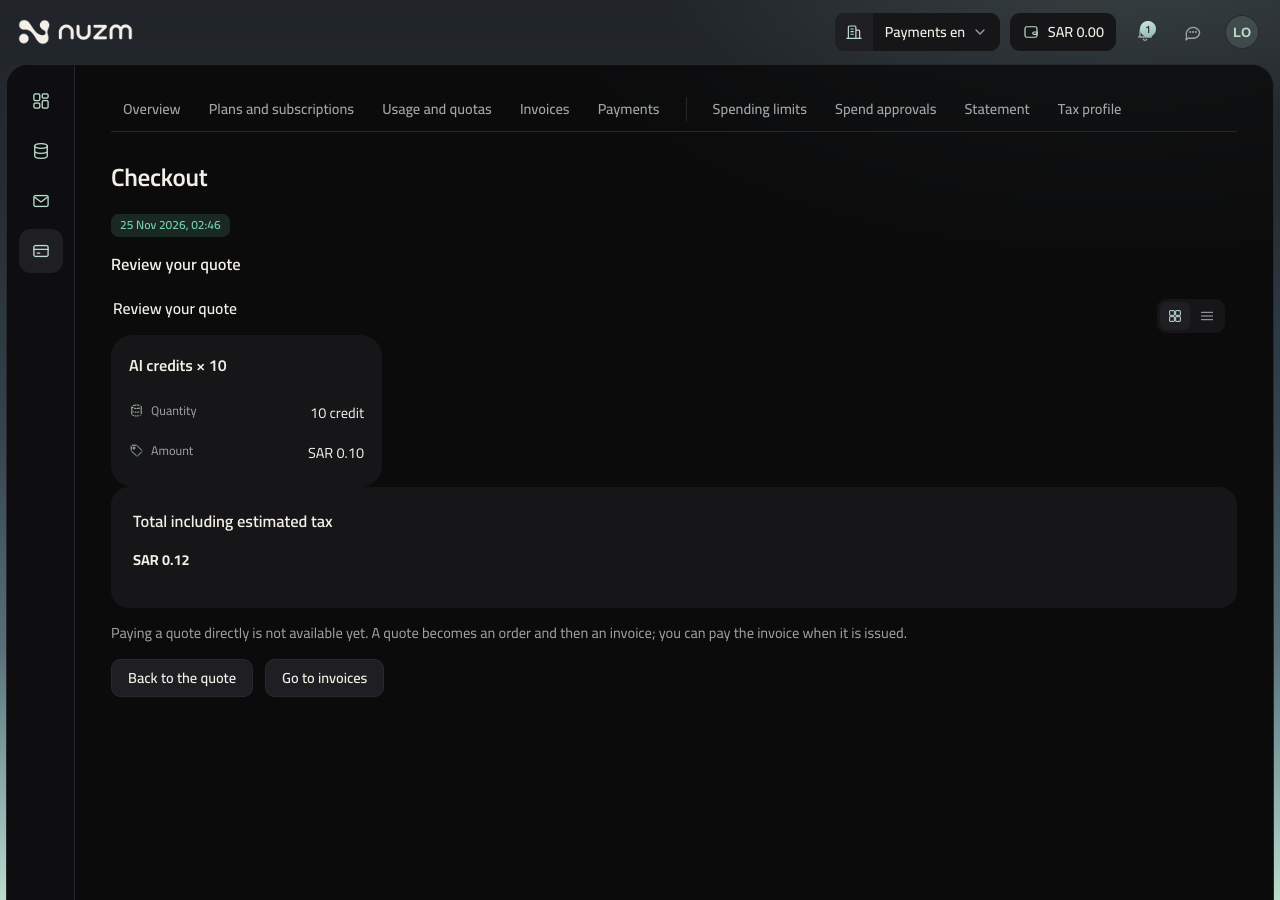 nuzm
Payments en
SAR 0.00
1
LO
Overview
Plans and subscriptions
Usage and quotas
Invoices
Payments
Spending limits
Spend approvals
Statement
Tax profile
Checkout
25 Nov 2026, 02:46
Review your quote
Review your quote
AI credits × 10
Quantity
10 credit
Amount
SAR 0.10
Total including estimated tax
SAR 0.12
Paying a quote directly is not available yet. A quote becomes an order and then an invoice; you can pay the invoice when it is issued.
Back to the quote
Go to invoices